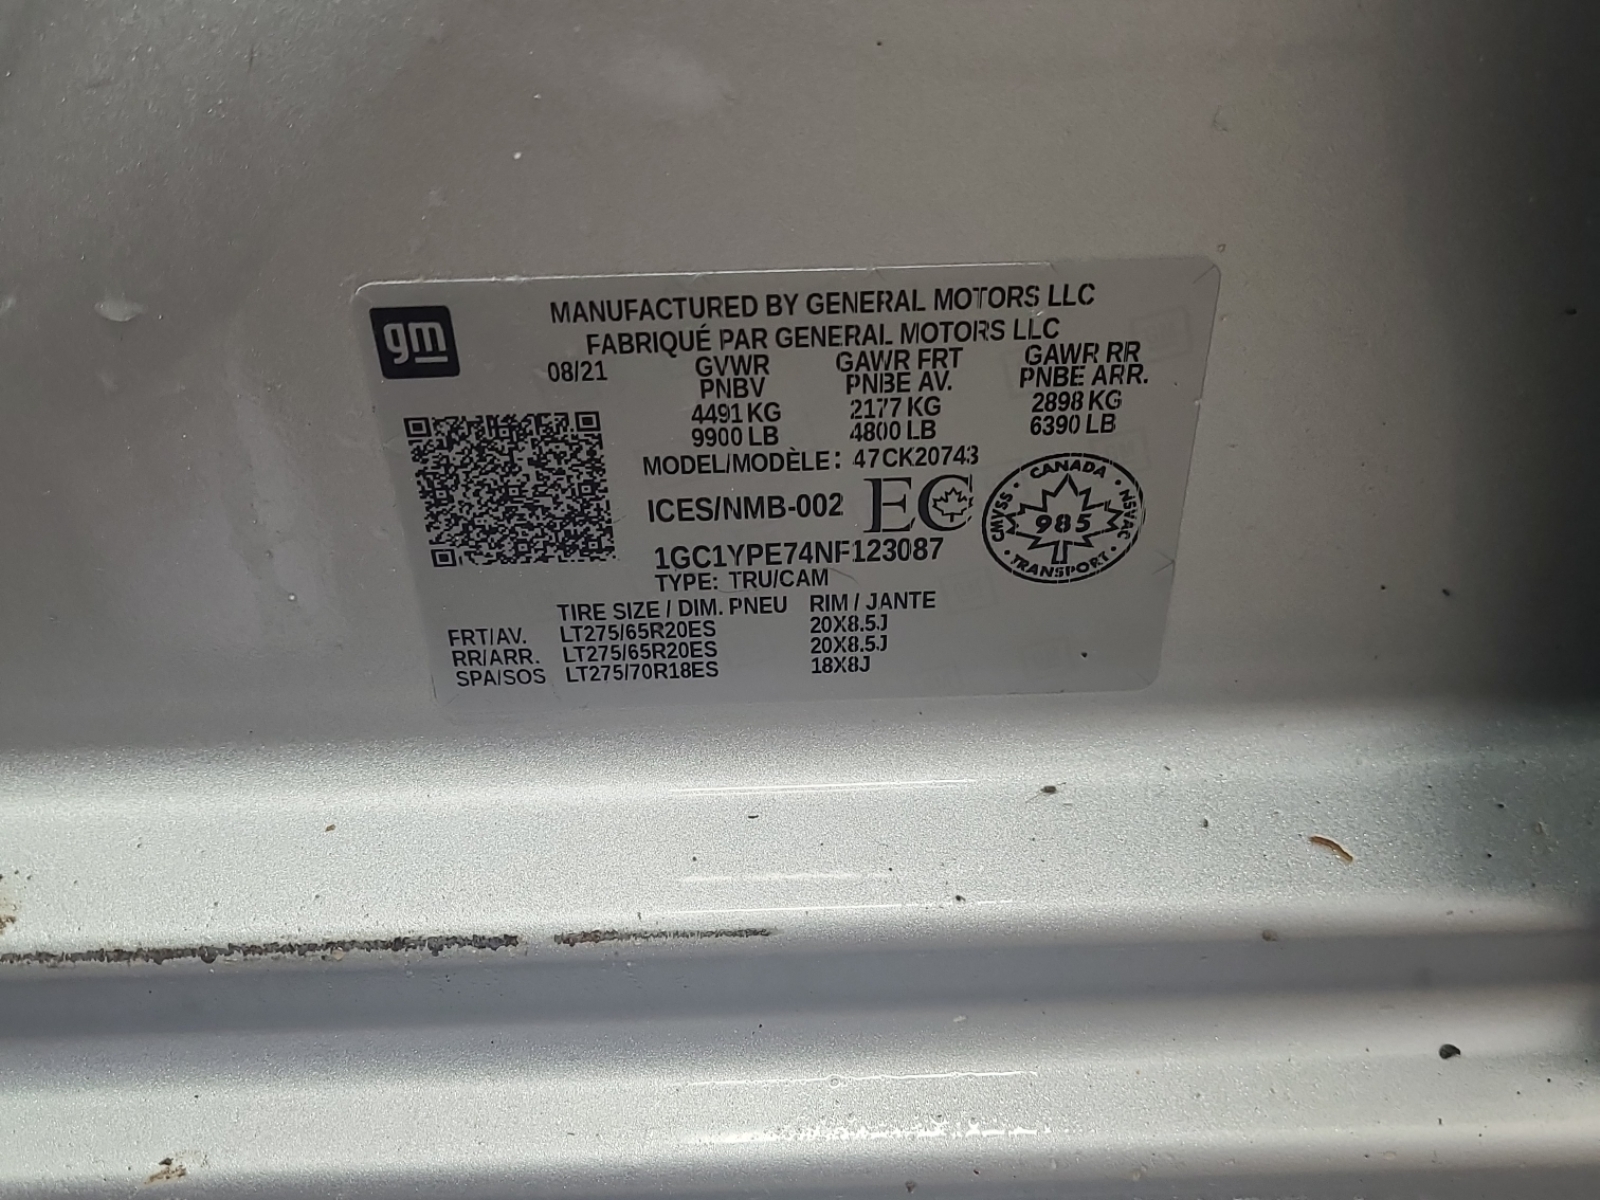 gm
MANUFACTURED BY GENERAL MOTORS LLC
FABRIQUÉ PAR GENERAL MOTORS LLC
08/21 GVWR GAWR FRT GAWR RR
PNBV PNBE AV. PNBE ARR.
4491 KG 2177 KG 2898 KG
9900 LB 4800 LB 6390 LB
MODEL/MODÈLE: 47CK20743
ICES/NMB-002 EC
CANADA
CMVSS 985 NSVAC
TRANSPORT
1GC1YPE74NF123087
TYPE: TRU/CAM
TIRE SIZE / DIM. PNEU RIM / JANTE
FRT/AV. LT275/65R20ES 20X8.5J
RR/ARR. LT275/65R20ES 20X8.5J
SPA/SOS LT275/70R18ES 18X8J